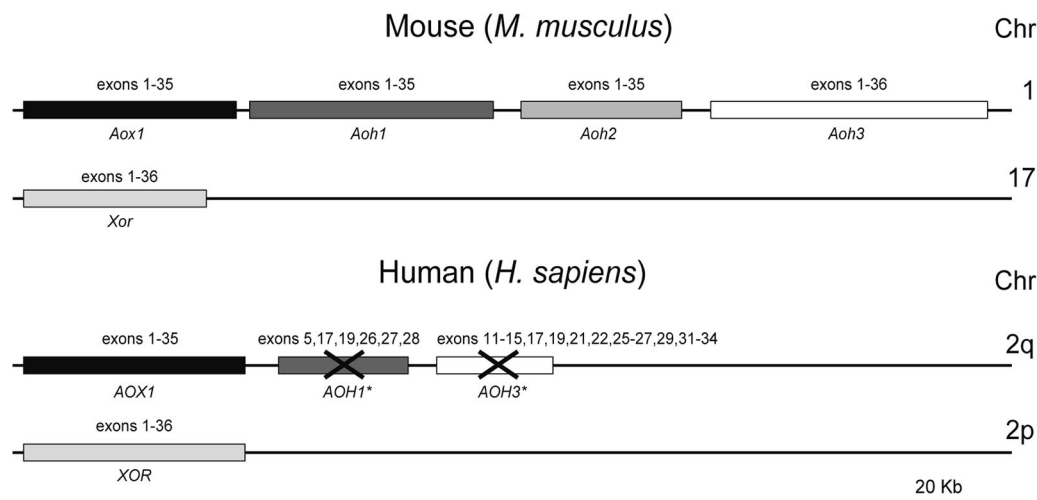 Mouse (M. musculus) Chr
exons 1-35 exons 1-35 exons 1-35 exons 1-36 1
Aox1 Aoh1 Aoh2 Aoh3
exons 1-36 17
Xor
Human (H. sapiens) Chr
exons 1-35 exons 5,17,19,26,27,28 exons 11-15,17,19,21,22,25-27,29,31-34 2q
AOX1 AOH1* AOH3*
exons 1-36 2p
XOR
20 Kb